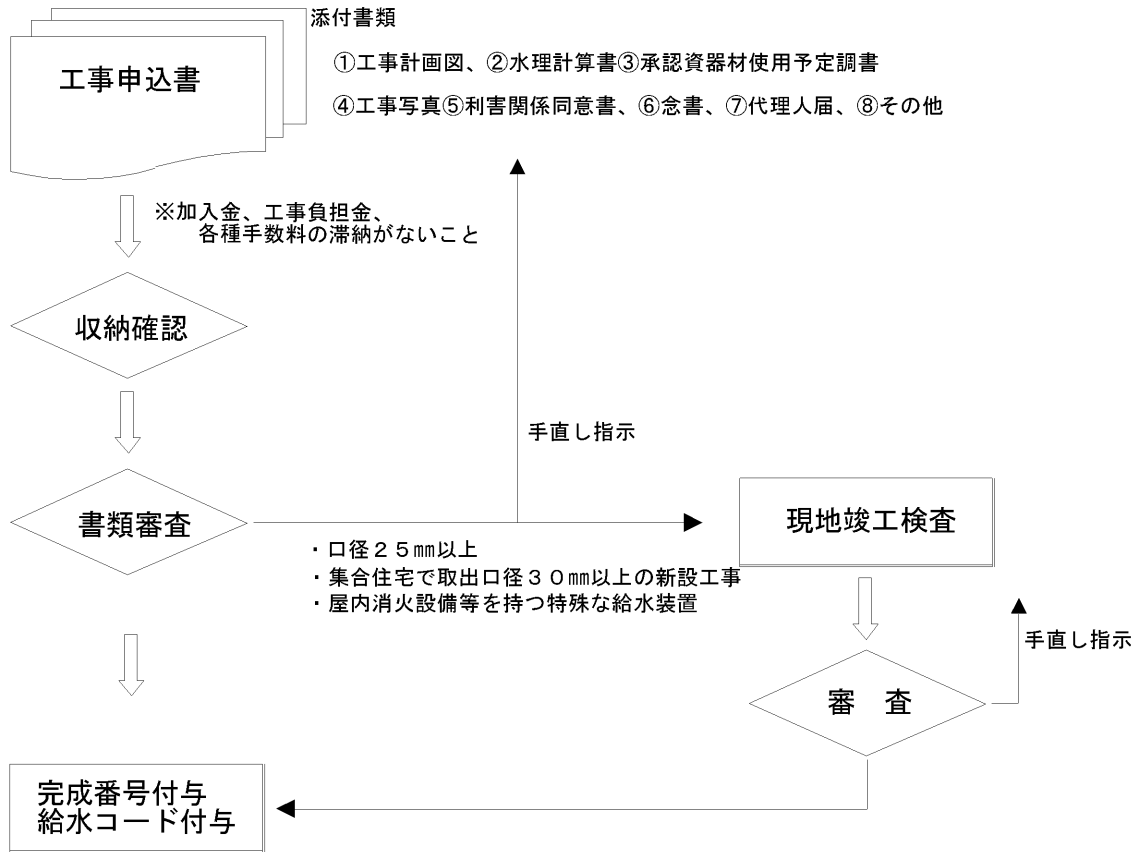 添付書類
工事申込書
①工事計画図、②水理計算書③承認資器材使用予定調書
④工事写真⑤利害関係同意書、⑥念書、⑦代理人届、⑧その他
※加入金、工事負担金、
各種手数料の滞納がないこと
収納確認
手直し指示
書類審査
現地竣工検査
・口径２５㎜以上
・集合住宅で取出口径３０㎜以上の新設工事
・屋内消火設備等を持つ特殊な給水装置
手直し指示
審　査
完成番号付与
給水コード付与